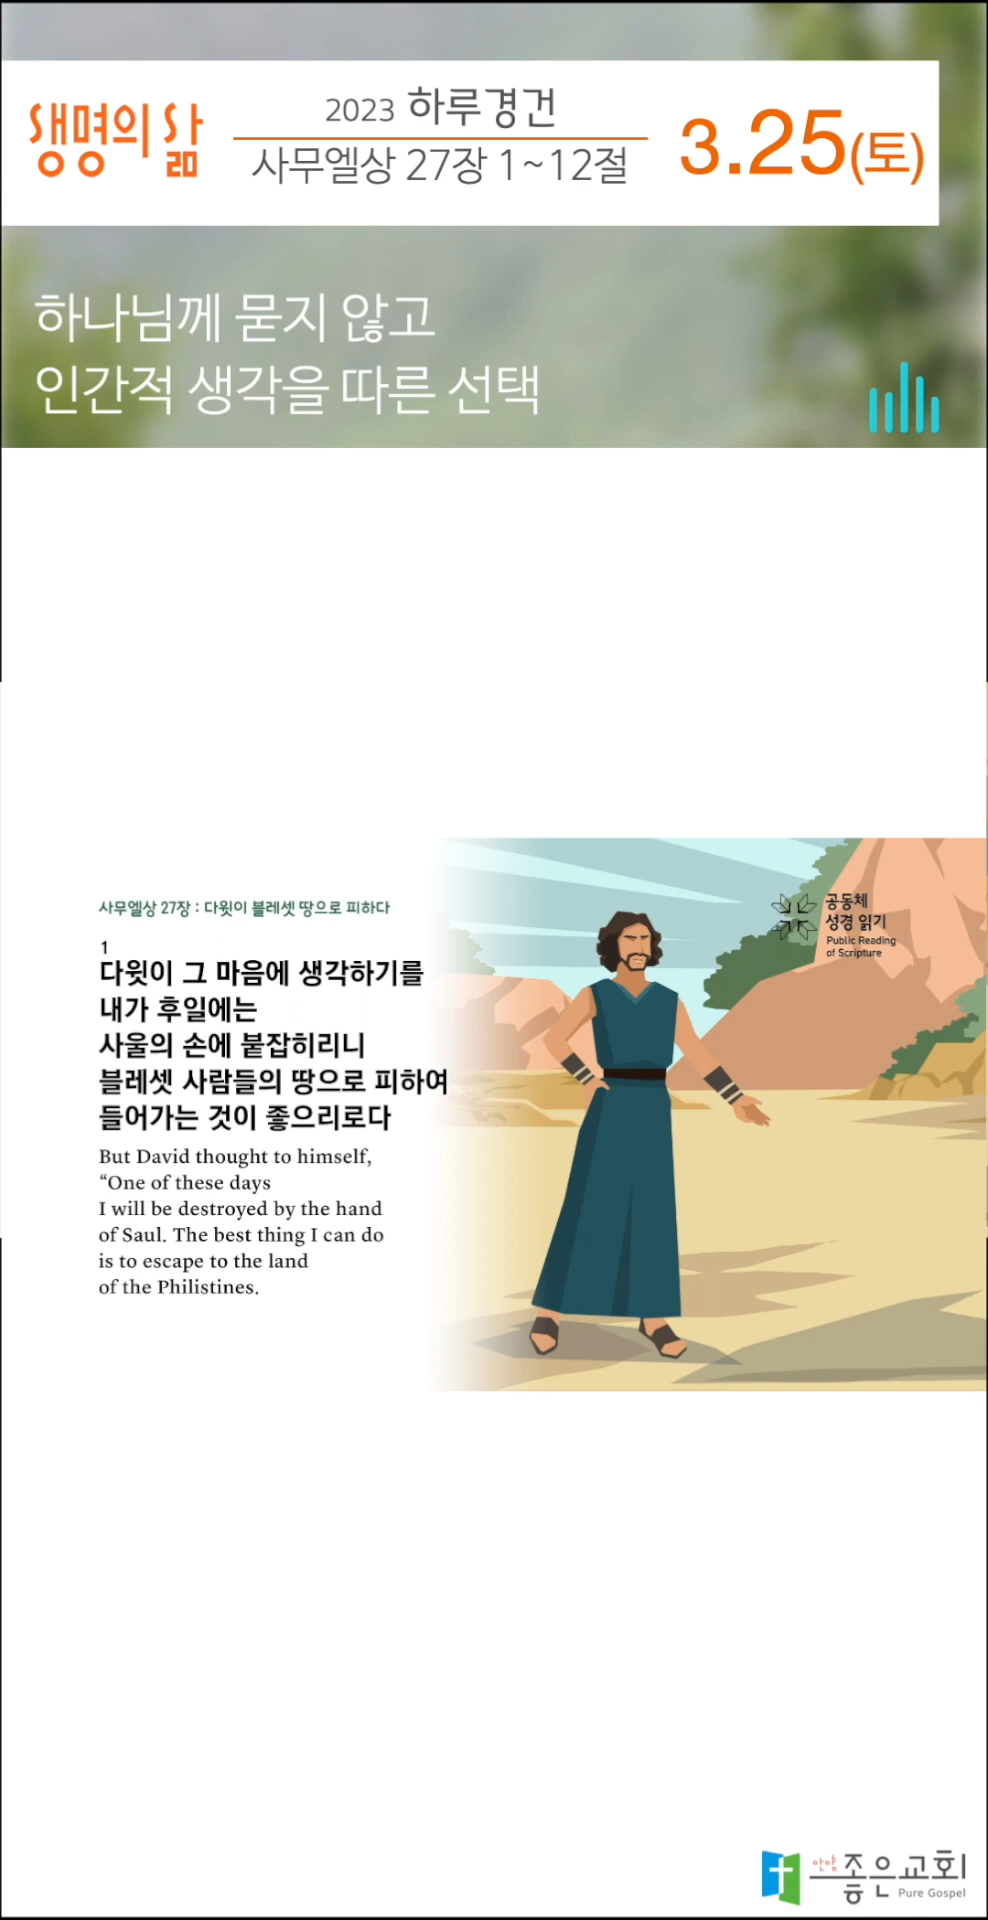 생명의 삶
2023 하루경건
사무엘상 27장 1~12절
3.25(토)
하나님께 묻지 않고
인간적 생각을 따른 선택
사무엘상 27장 : 다윗이 블레셋 땅으로 피하다
1
다윗이 그 마음에 생각하기를
내가 후일에는
사울의 손에 붙잡히리니
블레셋 사람들의 땅으로 피하여
들어가는 것이 좋으리로다
But David thought to himself,
“One of these days
I will be destroyed by the hand
of Saul. The best thing I can do
is to escape to the land
of the Philistines.
공동체
성경 읽기
Public Reading
of Scripture
안양 좋은교회
Pure Gospel